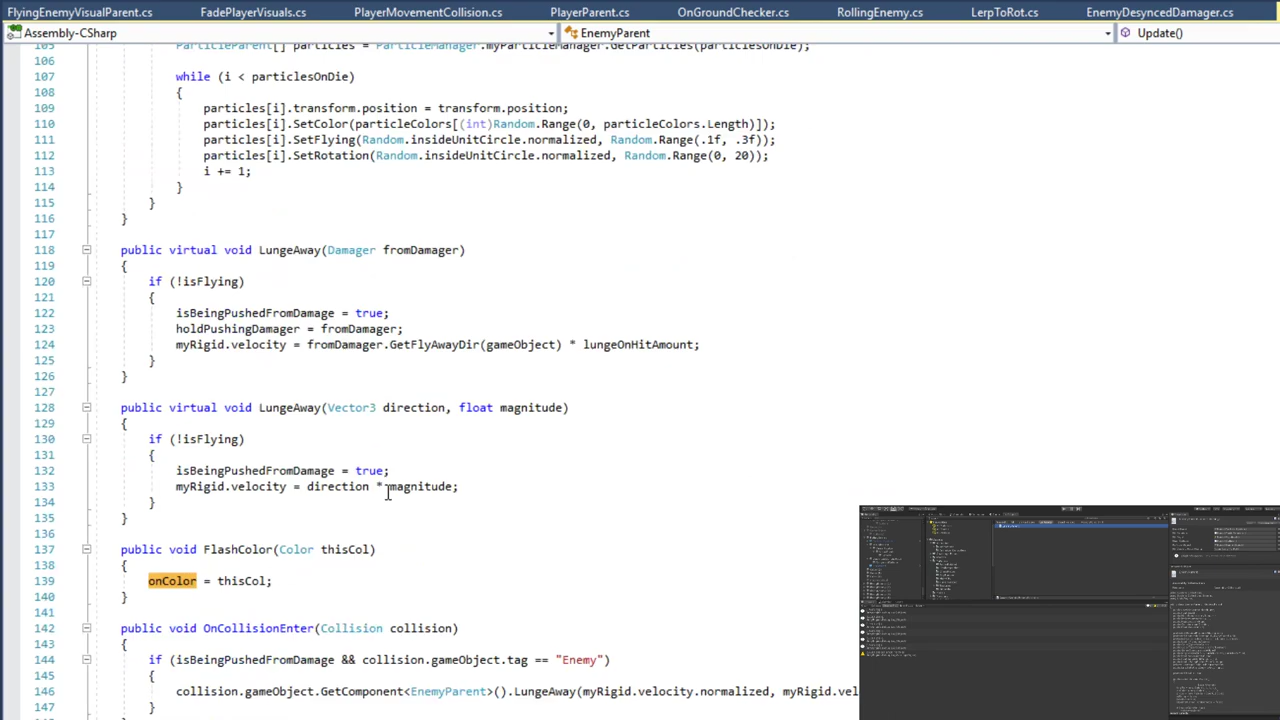 FlyingEnemyVisualParent.cs FadePlayerVisuals.cs PlayerMovementCollision.cs PlayerParent.cs OnGroundChecker.cs RollingEnemy.cs LerpToRot.cs EnemyDesyncedDamager.cs
Assembly-CSharp EnemyParent Update()
105 ParticleParent[] particles = ParticleManager.myParticleManager.GetParticles(particlesOnDie);
106
107 while (i < particlesOnDie)
108 {
109 particles[i].transform.position = transform.position;
110 particles[i].SetColor(particleColors[(int)Random.Range(0, particleColors.Length)]);
111 particles[i].SetFlying(Random.insideUnitCircle.normalized, Random.Range(.1f, .3f));
112 particles[i].SetRotation(Random.insideUnitCircle.normalized, Random.Range(0, 20));
113 i += 1;
114 }
115 }
116 }
117
118 public virtual void LungeAway(Damager fromDamager)
119 {
120 if (!isFlying)
121 {
122 isBeingPushedFromDamage = true;
123 holdPushingDamager = fromDamager;
124 myRigid.velocity = fromDamager.GetFlyAwayDir(gameObject) * lungeOnHitAmount;
125 }
126 }
127
128 public virtual void LungeAway(Vector3 direction, float magnitude)
129 {
130 if (!isFlying)
131 {
132 isBeingPushedFromDamage = true;
133 myRigid.velocity = direction * magnitude;
134 }
135 }
136
137 public void FlashColor(Color thisCol)
138 {
139 onColor = thisCol;
140 }
141
142 public void OnCollisionEnter(Collision collision)
143 {
144 if (isBeingPushedFromDamage && collision.gameObject.tag == "Enemy")
145 {
146 collision.gameObject.GetComponent<EnemyParent>().LungeAway(myRigid.velocity.normalized, myRigid.vel
147 }